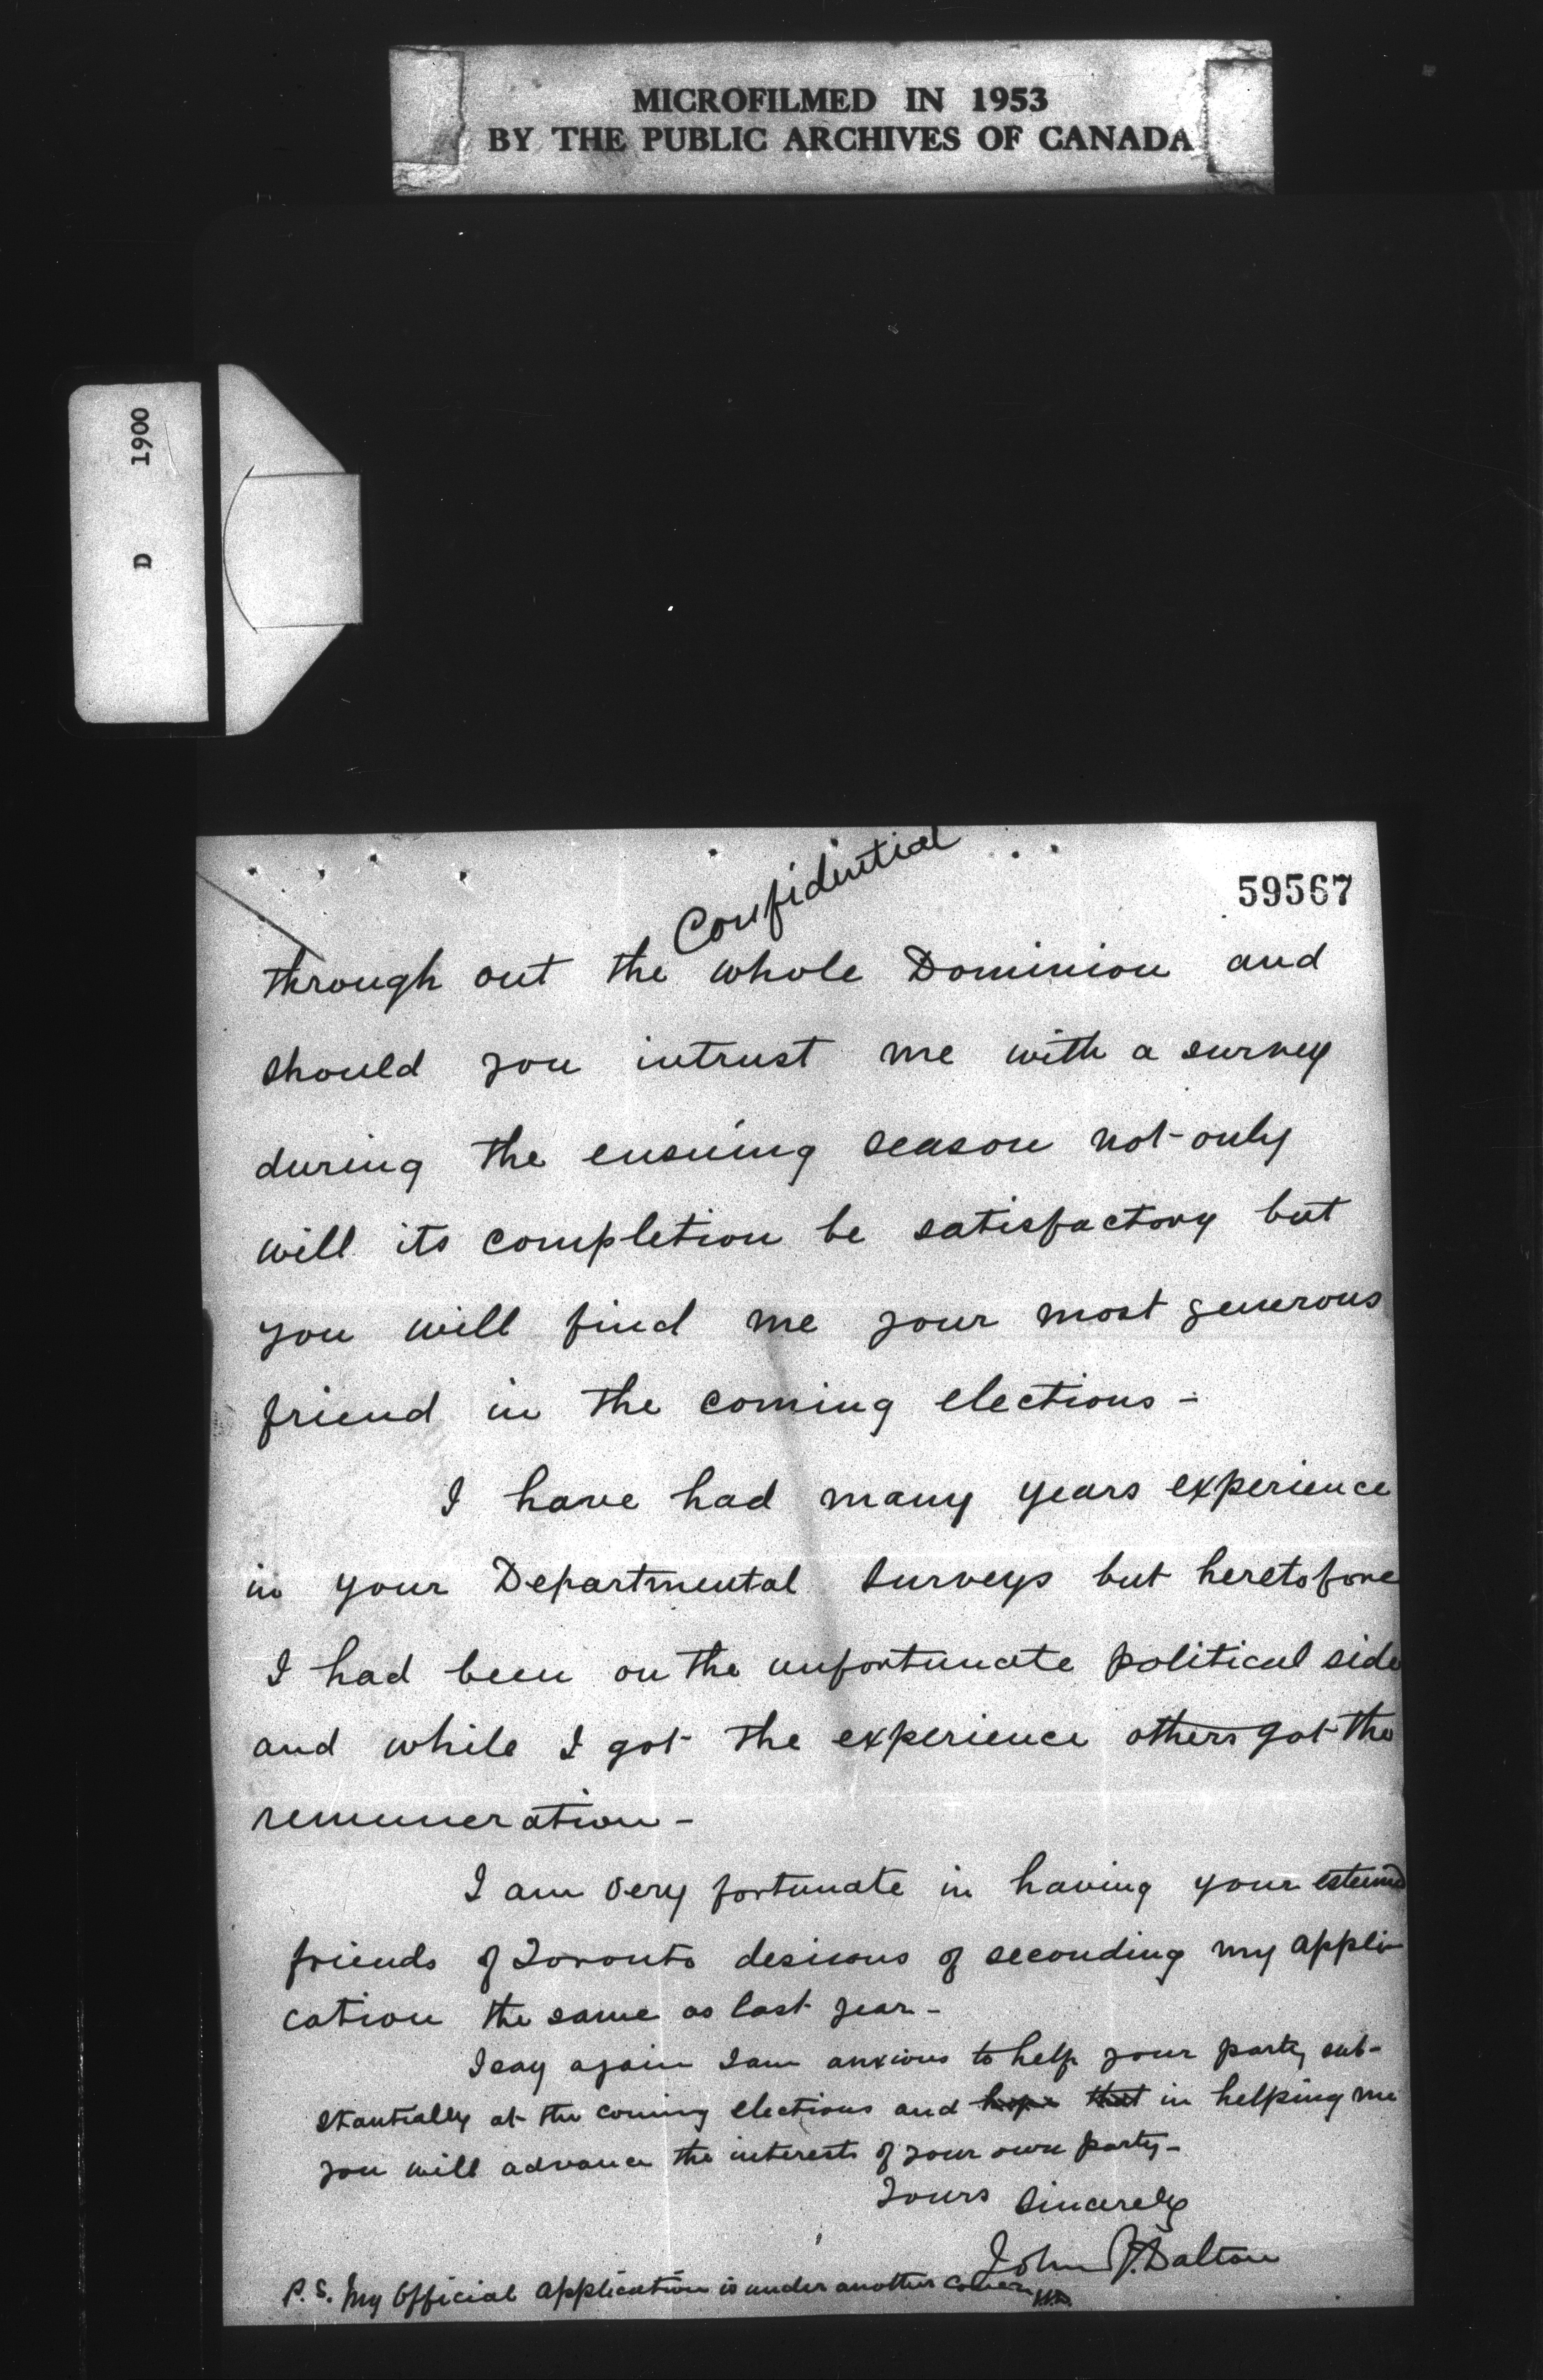 MICROFILMED IN 1953
BY THE PUBLIC ARCHIVES OF CANADA
D 1900
Confidential
59567
through out the whole Dominion and
should you intrust me with a survey
during the ensuing season not only
will its completion be satisfactory but
you will find me your most generous
friend in the coming elections -
I have had many years experience
in your Departmental Surveys but heretofore
I had been on the unfortunate political side
and while I got the experience others got the
remuneration -
I am very fortunate in having your esteemed
friends of Toronto desirous of seconding my appli-
cation the same as last year -
I say again I am anxious to help your party sub-
stantially at the coming elections and hope that in helping me
you will advance the interests of your own party -
Yours Sincerely
John J. Dalton
P.S. My Official application is under another cover